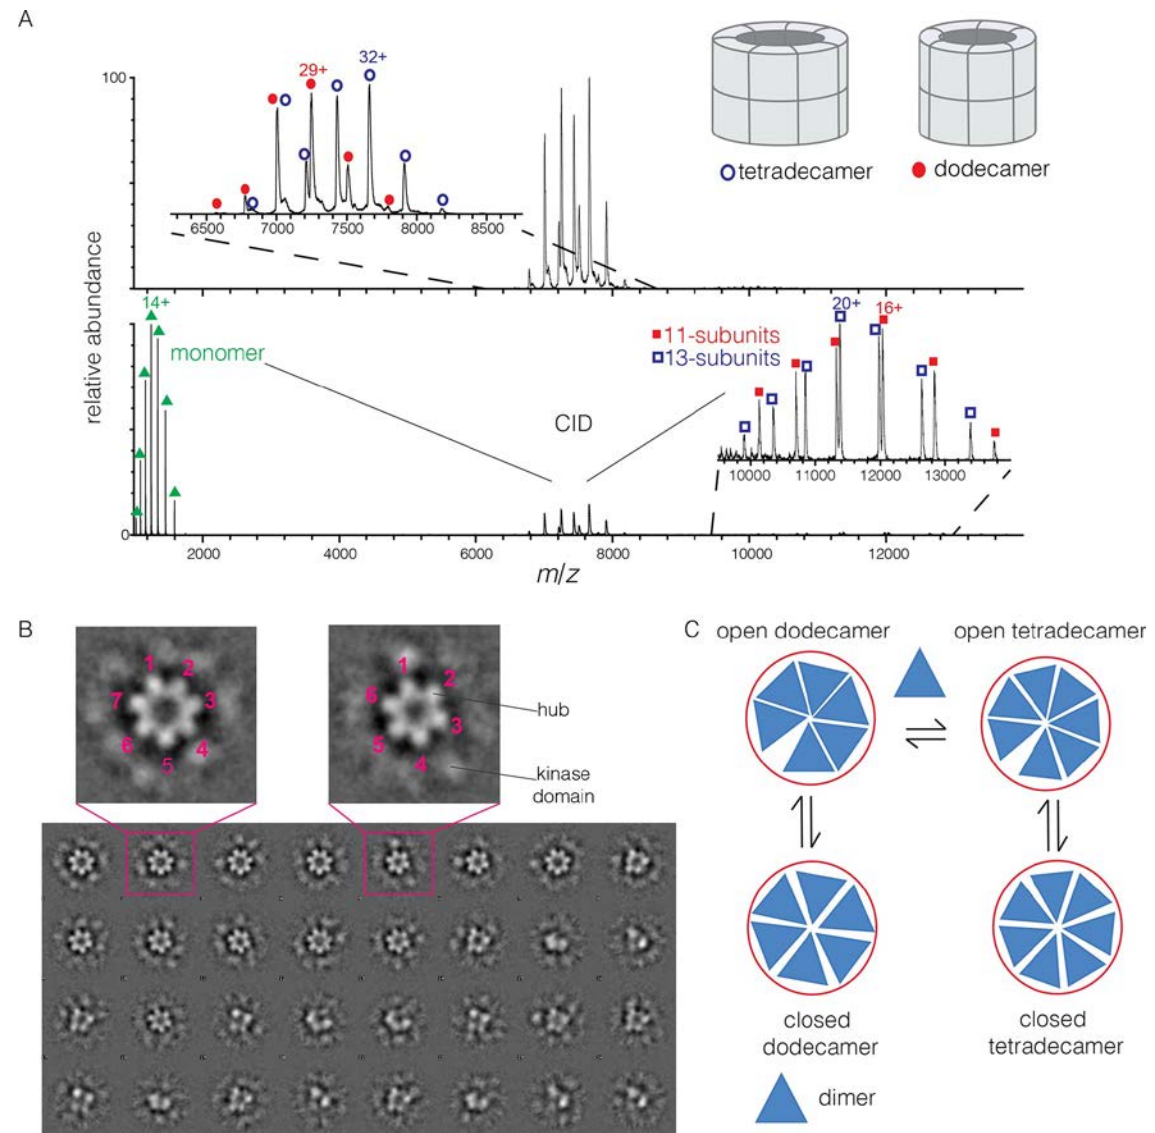 A
100
29+
32+
6500 7000 7500 8000 8500
tetradecamer
dodecamer
relative abundance
14+
monomer
CID
11-subunits
13-subunits
20+
16+
10000 11000 12000 13000
0
2000 4000 6000 8000 10000 12000
m/z
B
1 2 3 4 5 6 7
1 2 3 4 5 6
hub
kinase
domain
C
open dodecamer
open tetradecamer
closed
dodecamer
closed
tetradecamer
dimer